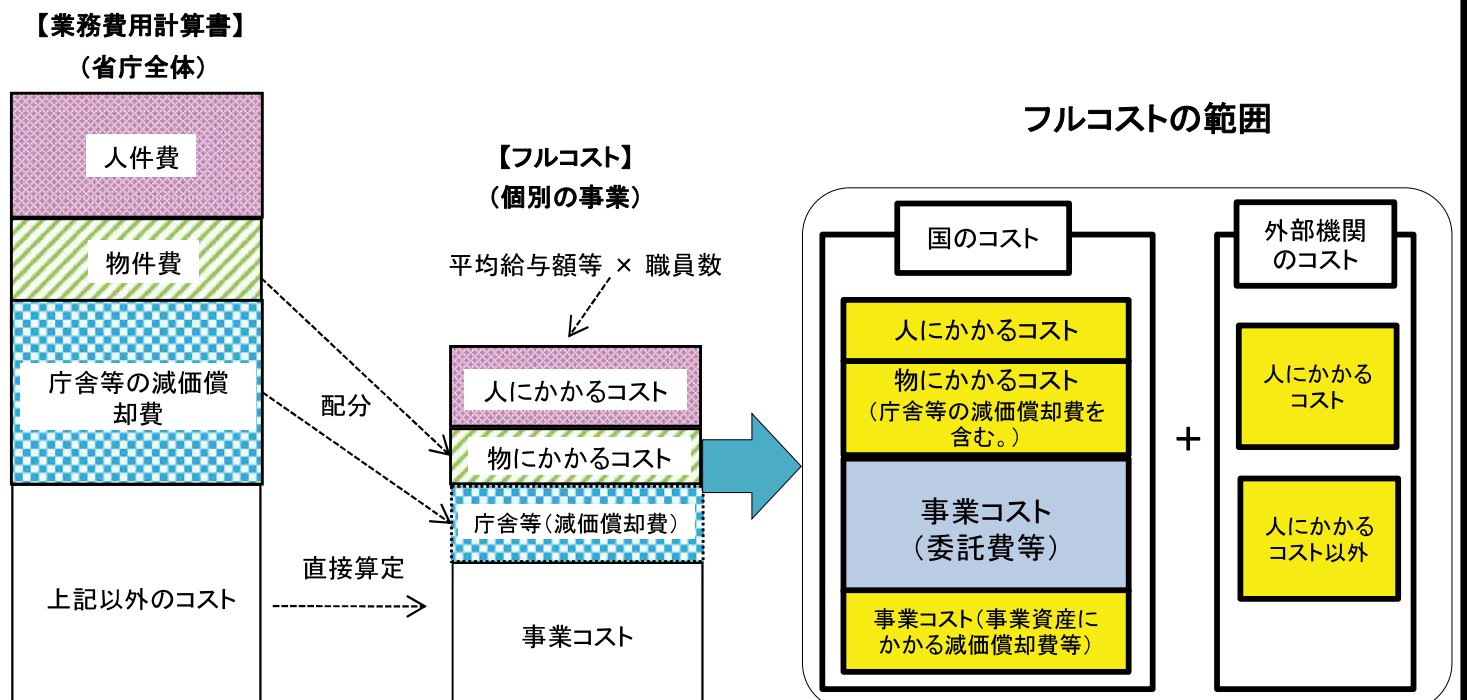 【業務費用計算書】
（省庁全体）
人件費
物件費
庁舎等の減価償
却費
上記以外のコスト
配分
直接算定
【フルコスト】
（個別の事業）
平均給与額等 × 職員数
人にかかるコスト
物にかかるコスト
庁舎等（減価償却費）
事業コスト
フルコストの範囲
国のコスト
人にかかるコスト
物にかかるコスト
（庁舎等の減価償却費を
含む。）
事業コスト
（委託費等）
事業コスト（事業資産に
かかる減価償却費等）
＋
外部機関
のコスト
人にかかる
コスト
人にかかる
コスト以外